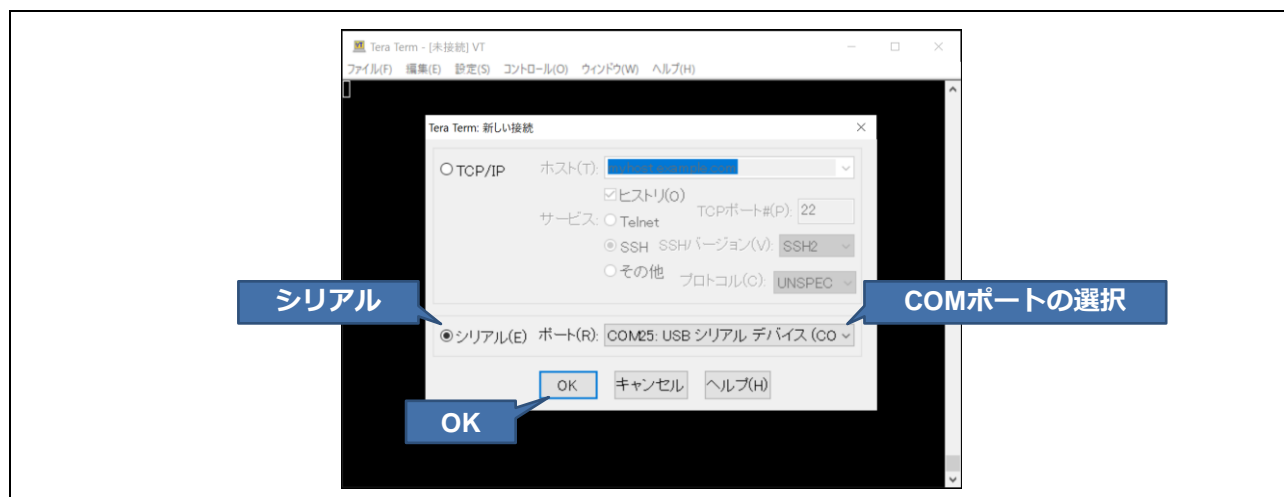 Tera Term - [未接続] VT
ファイル(F) 編集(E) 設定(S) コントロール(O) ウィンドウ(W) ヘルプ(H)
Tera Term: 新しい接続
TCP/IP ホスト(T):
ヒストリ(O)
サービス: Telnet TCPポート#(P): 22
SSH SSHバージョン(V): SSH2
その他 プロトコル(C): UNSPEC
シリアル
COMポートの選択
シリアル(E) ポート(R): COM25: USB シリアル デバイス (CO
OK キャンセル ヘルプ(H)
OK